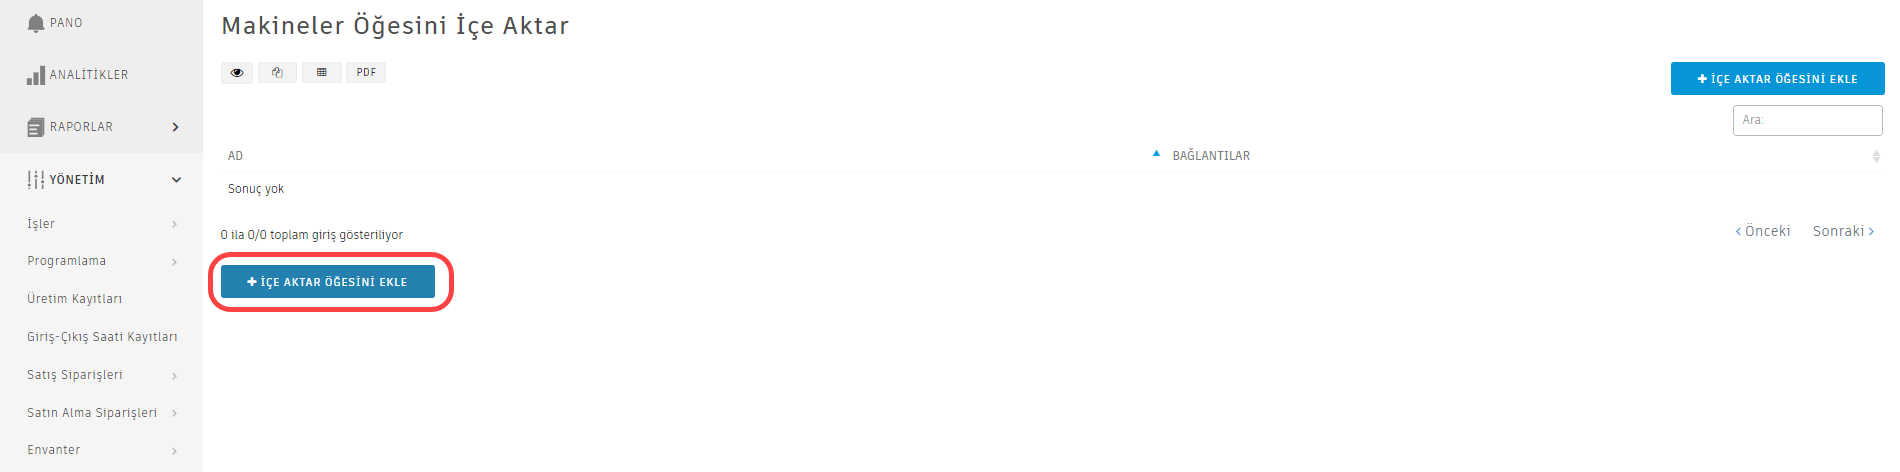 PANO
ANALİTİKLER
RAPORLAR
YÖNETİM
İşler
Programlama
Üretim Kayıtları
Giriş-Çıkış Saati Kayıtları
Satış Siparişleri
Satın Alma Siparişleri
Envanter
Makineler Öğesini İçe Aktar
PDF
İÇE AKTAR ÖĞESİNİ EKLE
Ara:
AD BAĞLANTILAR
Sonuç yok
0 ila 0/0 toplam giriş gösteriliyor
Önceki Sonraki
İÇE AKTAR ÖĞESİNİ EKLE